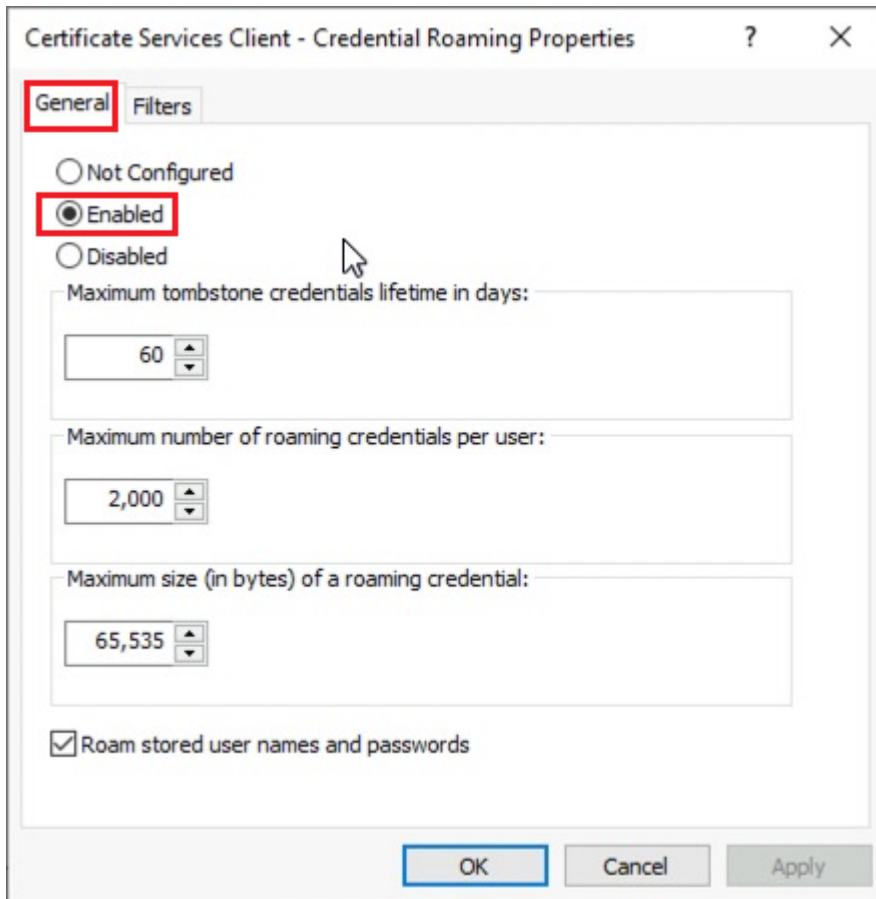 Certificate Services Client - Credential Roaming Properties ?
General Filters
Not Configured
Enabled
Disabled
Maximum tombstone credentials lifetime in days:
60
Maximum number of roaming credentials per user:
2,000
Maximum size (in bytes) of a roaming credential:
65,535
Roam stored user names and passwords
OK Cancel Apply